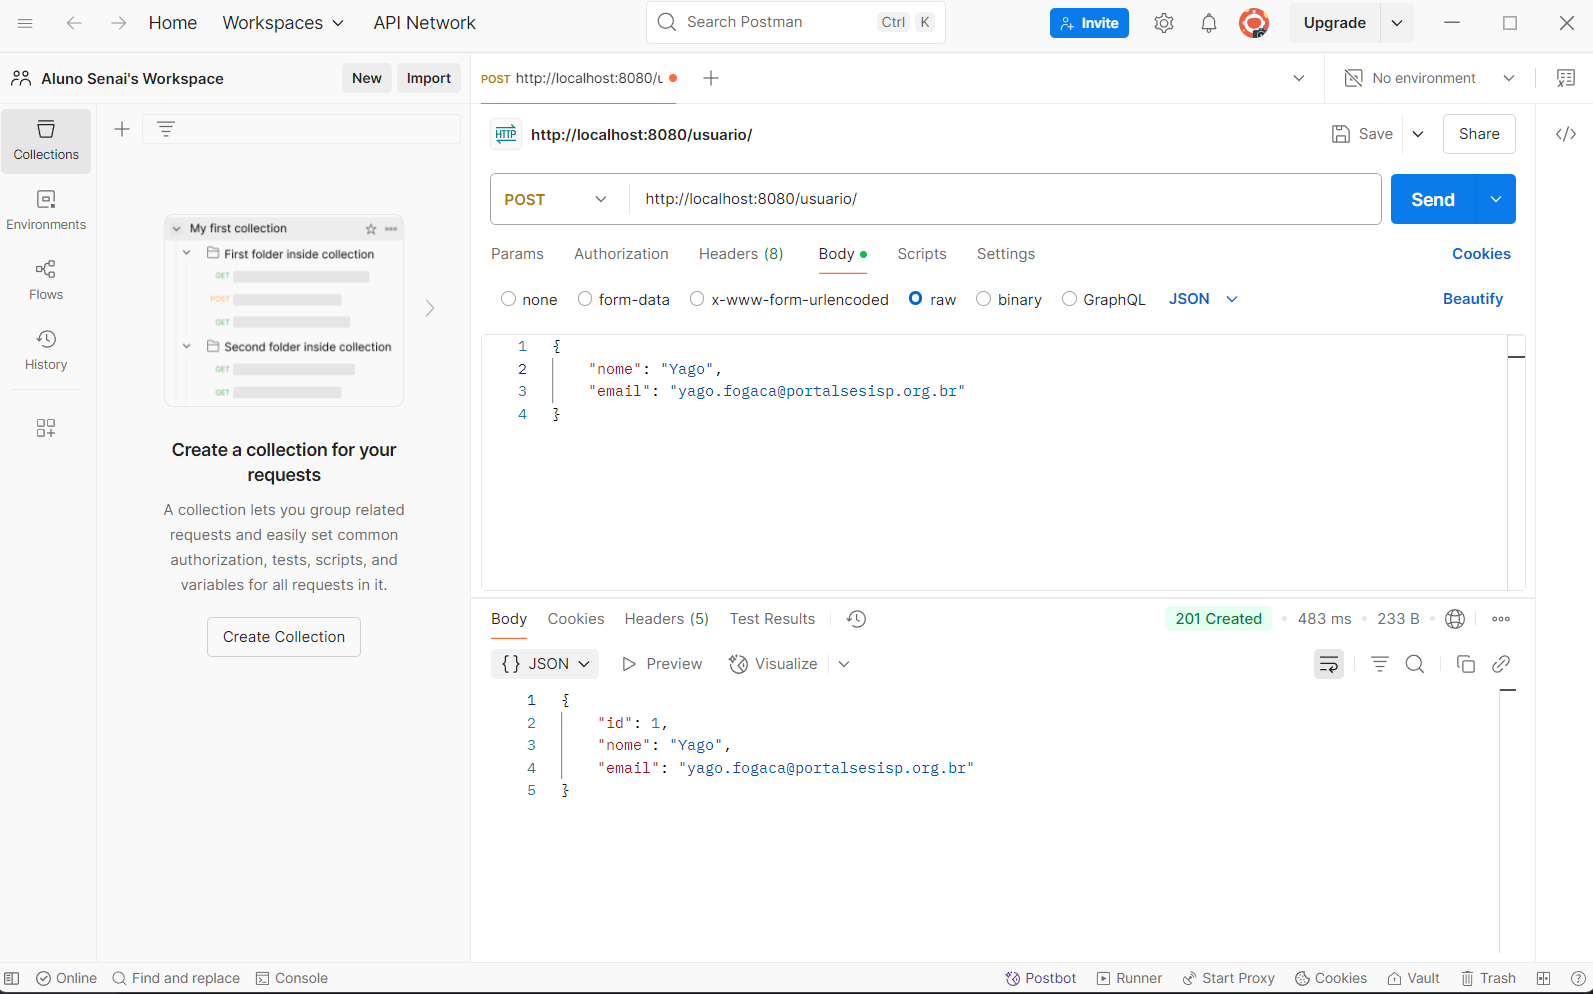 Home Workspaces API Network Search Postman Ctrl K Invite Upgrade
Aluno Senai's Workspace New Import POST http://localhost:8080/u No environment
Collections
Environments
Flows
History
My first collection
First folder inside collection
GET
POST
GET
Second folder inside collection
GET
GET
Create a collection for your
requests
A collection lets you group related
requests and easily set common
authorization, tests, scripts, and
variables for all requests in it.
Create Collection
HTTP http://localhost:8080/usuario/ Save Share
POST http://localhost:8080/usuario/ Send
Params Authorization Headers (8) Body Scripts Settings Cookies
none form-data x-www-form-urlencoded raw binary GraphQL JSON Beautify
1 {
2 "nome": "Yago",
3 "email": "yago.fogaca@portalsesisp.org.br"
4 }
Body Cookies Headers (5) Test Results 201 Created • 483 ms • 233 B •
{} JSON Preview Visualize
1 {
2 "id": 1,
3 "nome": "Yago",
4 "email": "yago.fogaca@portalsesisp.org.br"
5 }
Online Find and replace Console Postbot Runner Start Proxy Cookies Vault Trash